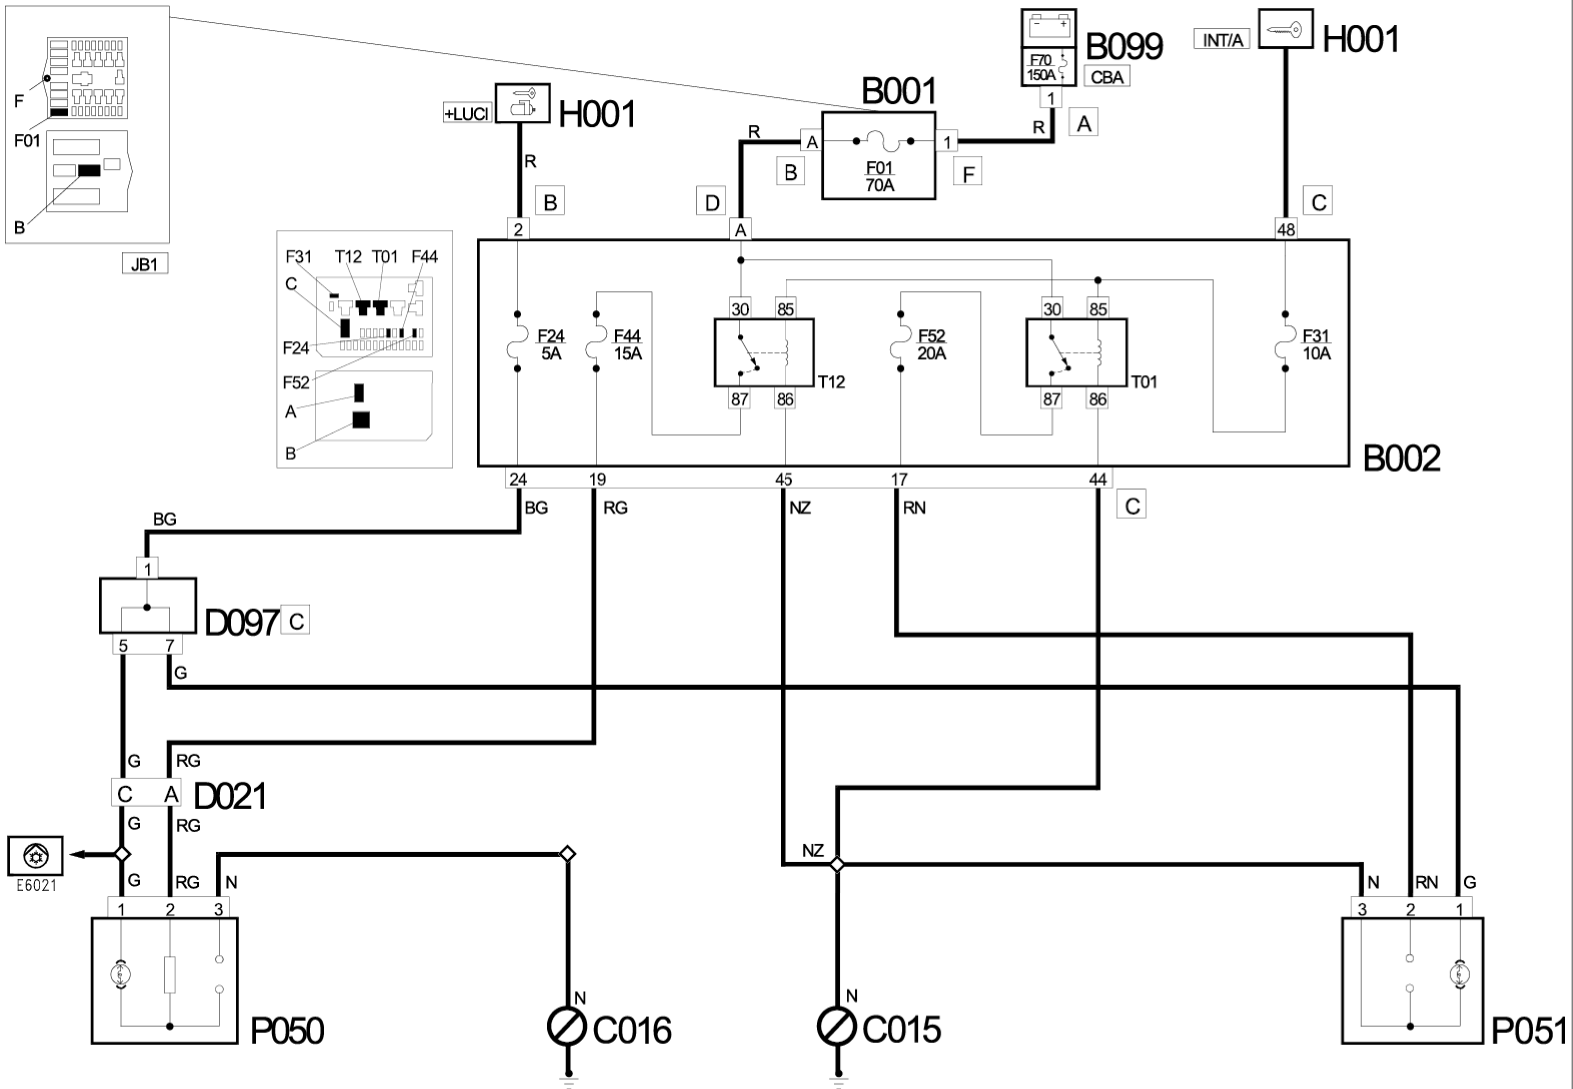 F
F01
B
JB1
+LUCI
H001
R
B
2
B001
R
A
B
F01
70A
1
F
D
A
- +
F70
150A
1
B099
CBA
A
R
INT/A
H001
C
48
F31 T12 T01 F44
C
F24
F52
A
B
F24
5A
F44
15A
30 85
T12
87 86
F52
20A
30 85
T01
87 86
F31
10A
B002
24 19 45 17 44
C
BG RG NZ RN
BG
1
D097
C
5 7
G
G RG
C A
D021
G RG
E6021
G RG N
1 2 3
P050
N
C016
NZ
N
C015
N RN G
3 2 1
P051